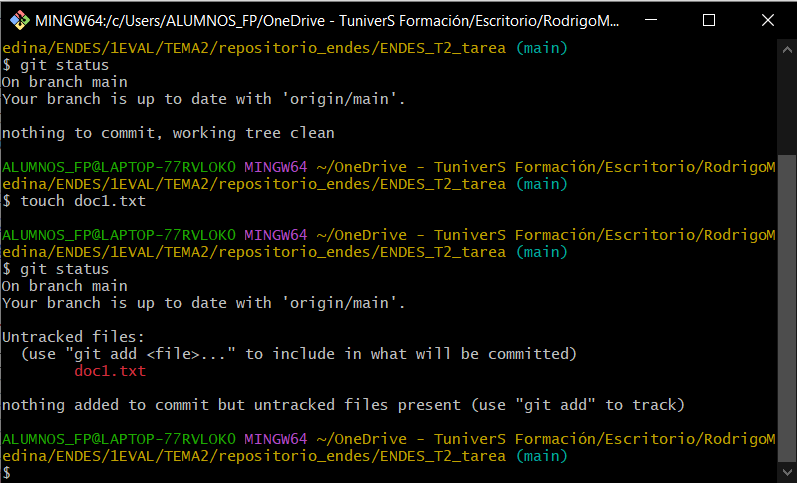 MINGW64:/c/Users/ALUMNOS_FP/OneDrive - TuniverS Formación/Escritorio/RodrigoM...
edina/ENDES/1EVAL/TEMA2/repositorio_endes/ENDES_T2_tarea (main)
$ git status
On branch main
Your branch is up to date with 'origin/main'.
nothing to commit, working tree clean
ALUMNOS_FP@LAPTOP-77RVLOKO MINGW64 ~/OneDrive - TuniverS Formación/Escritorio/RodrigoM
edina/ENDES/1EVAL/TEMA2/repositorio_endes/ENDES_T2_tarea (main)
$ touch doc1.txt
ALUMNOS_FP@LAPTOP-77RVLOKO MINGW64 ~/OneDrive - TuniverS Formación/Escritorio/RodrigoM
edina/ENDES/1EVAL/TEMA2/repositorio_endes/ENDES_T2_tarea (main)
$ git status
On branch main
Your branch is up to date with 'origin/main'.
Untracked files:
  (use "git add <file>..." to include in what will be committed)
        doc1.txt
nothing added to commit but untracked files present (use "git add" to track)
ALUMNOS_FP@LAPTOP-77RVLOKO MINGW64 ~/OneDrive - TuniverS Formación/Escritorio/RodrigoM
edina/ENDES/1EVAL/TEMA2/repositorio_endes/ENDES_T2_tarea (main)
$